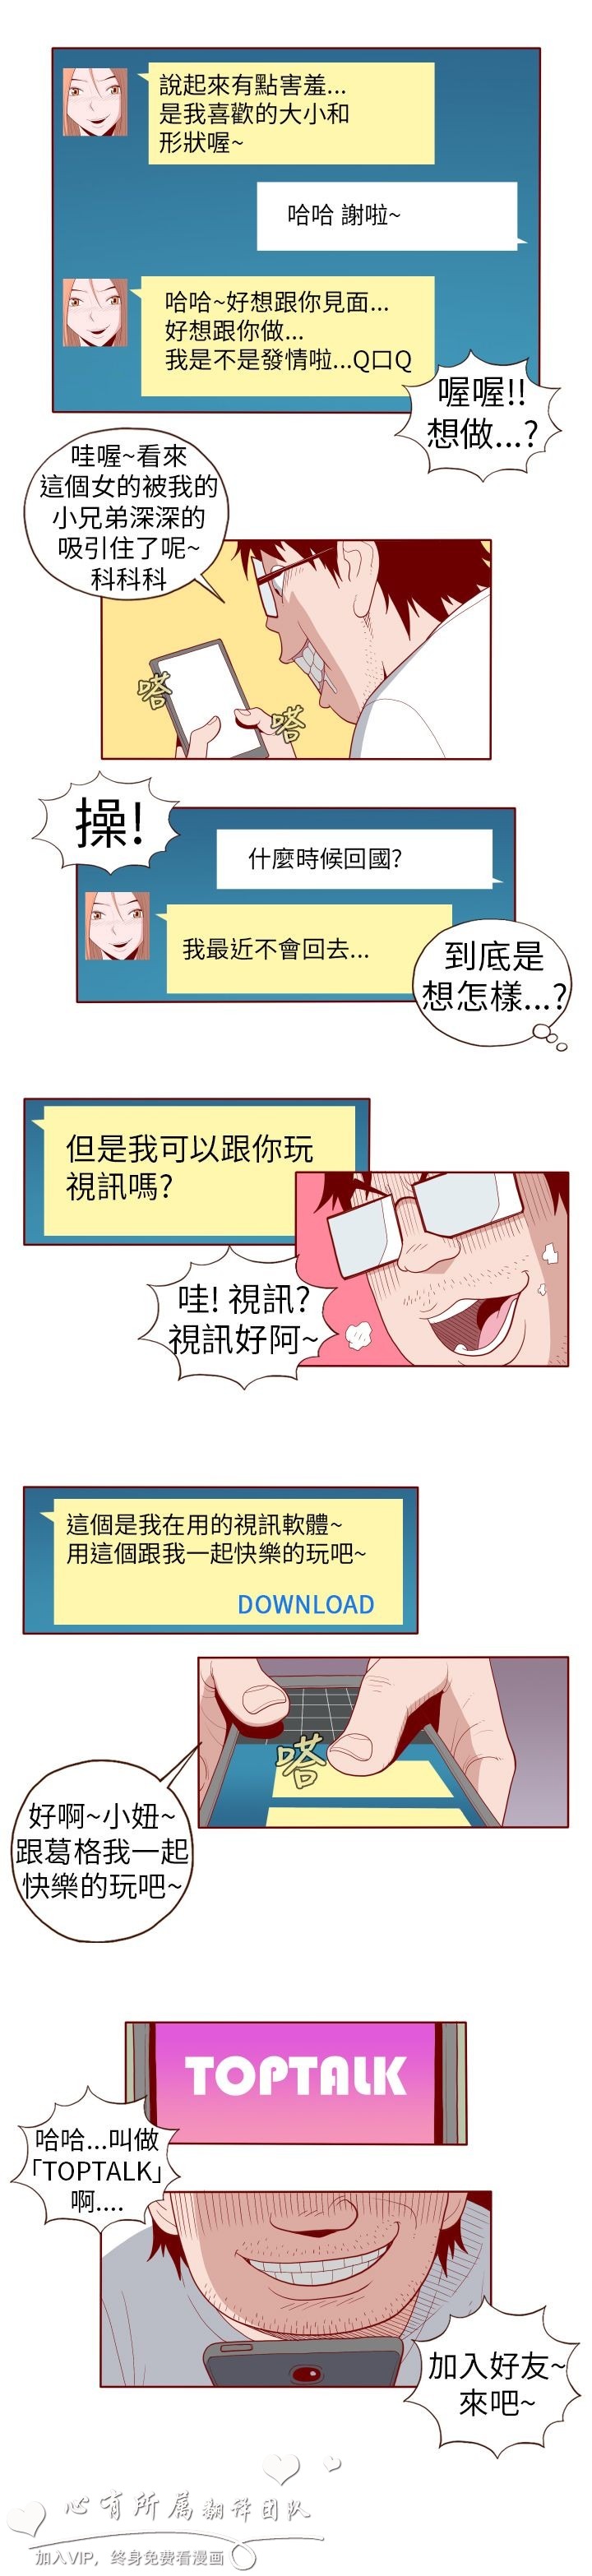 說起來有點害羞...
是我喜歡的大小和
形狀喔~
哈哈 謝啦~
哈哈~好想跟你見面...
好想跟你做...
我是不是發情啦...Q口Q
喔喔!!
想做...?
哇喔~看來
這個女的被我的
小兄弟深深的
吸引住了呢~
科科科
嗒
嗒
操!
什麼時候回國?
我最近不會回去...
到底是
想怎樣...?
但是我可以跟你玩
視訊嗎?
哇! 視訊?
視訊好阿~
這個是我在用的視訊軟體~
用這個跟我一起快樂的玩吧~
DOWNLOAD
嗒
好啊~小妞~
跟葛格我一起
快樂的玩吧~
TOPTALK
哈哈...叫做
「TOPTALK」
啊....
加入好友~
來吧~
心有所属翻译团队
加入VIP，终身免费看漫画